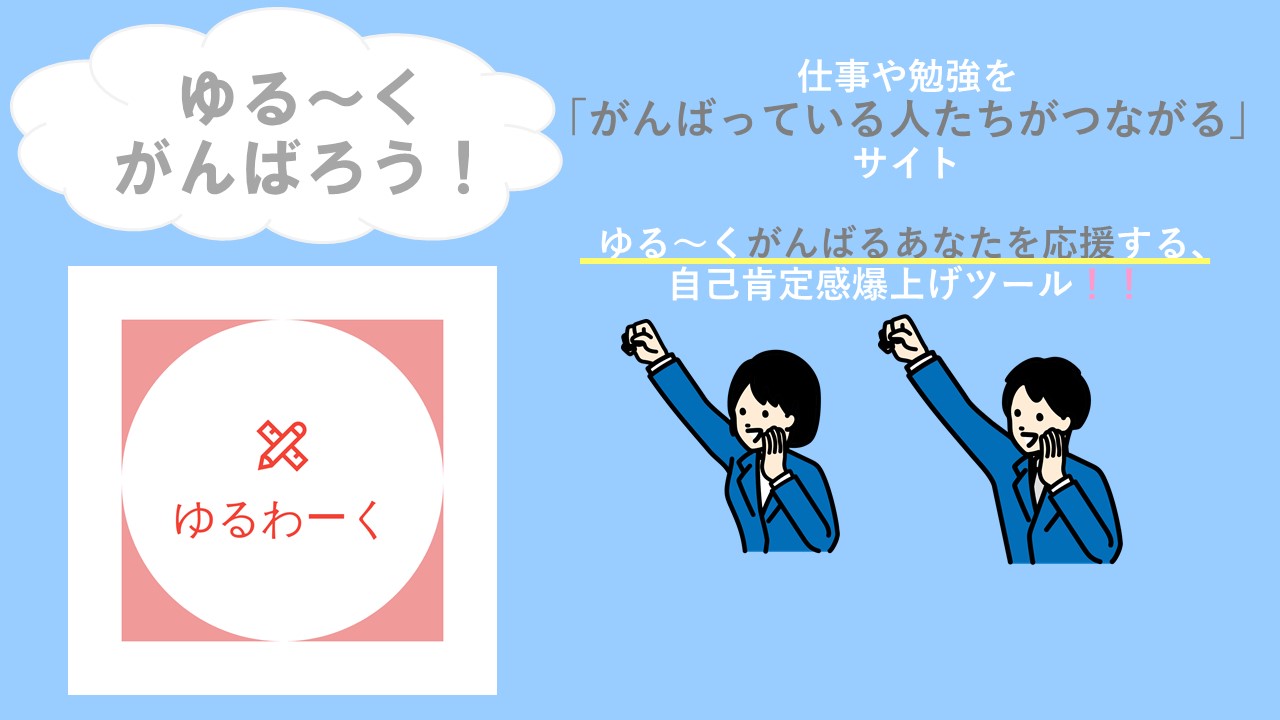 ゆる～く
がんばろう！
仕事や勉強を
「がんばっている人たちがつながる」
サイト
ゆる～くがんばるあなたを応援する、
自己肯定感爆上げツール！！
ゆるわーく